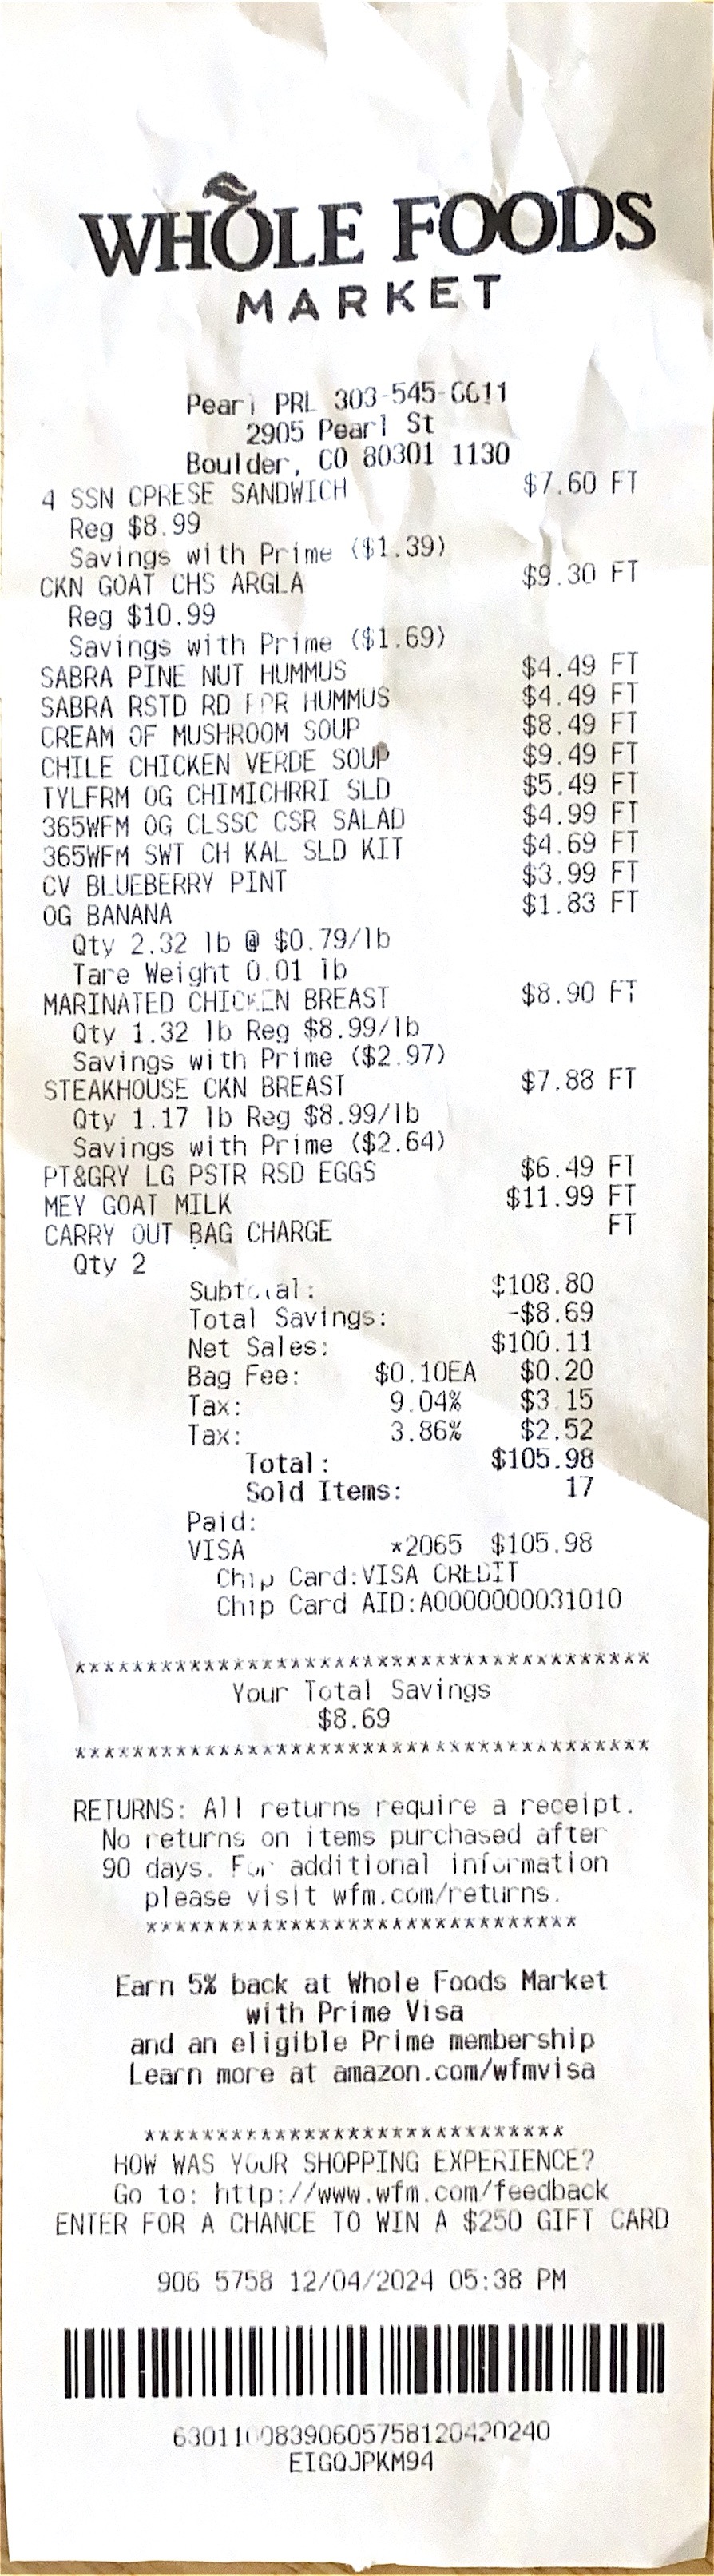 WHOLE FOODS
MARKET
Pearl PRL 303-545-6611
2905 Pearl St
Boulder, CO 80301 1130
4 SSN CPRESE SANDWICH $7.60 FT
Reg $8.99
Savings with Prime ($1.39)
CKN GOAT CHS ARGLA $9.30 FT
Reg $10.99
Savings with Prime ($1.69)
SABRA PINE NUT HUMMUS $4.49 FT
SABRA RSTD RD PPR HUMMUS $4.49 FT
CREAM OF MUSHROOM SOUP $8.49 FT
CHILE CHICKEN VERDE SOUP $9.49 FT
TYLFRM OG CHIMICHRRI SLD $5.49 FT
365WFM OG CLSSC CSR SALAD $4.99 FT
365WFM SWT CH KAL SLD KIT $4.69 FT
CV BLUEBERRY PINT $3.99 FT
OG BANANA $1.83 FT
Qty 2.32 lb @ $0.79/lb
Tare Weight 0.01 lb
MARINATED CHICKEN BREAST $8.90 FT
Qty 1.32 lb Reg $8.99/lb
Savings with Prime ($2.97)
STEAKHOUSE CKN BREAST $7.88 FT
Qty 1.17 lb Reg $8.99/lb
Savings with Prime ($2.64)
PT&GRY LG PSTR RSD EGGS $6.49 FT
MEY GOAT MILK $11.99 FT
CARRY OUT BAG CHARGE FT
Qty 2
Subtotal: $108.80
Total Savings: -$8.69
Net Sales: $100.11
Bag Fee: $0.10EA $0.20
Tax: 9.04% $3.15
Tax: 3.86% $2.52
Total: $105.98
Sold Items: 17
Paid:
VISA *2065 $105.98
Chip Card:VISA CREDIT
Chip Card AID:A0000000031010
****************************************
Your Total Savings
$8.69
****************************************
RETURNS: All returns require a receipt.
No returns on items purchased after
90 days. For additional information
please visit wfm.com/returns.
******************************
Earn 5% back at Whole Foods Market
with Prime Visa
and an eligible Prime membership
Learn more at amazon.com/wfmvisa
*****************************
HOW WAS YOUR SHOPPING EXPERIENCE?
Go to: http://www.wfm.com/feedback
ENTER FOR A CHANCE TO WIN A $250 GIFT CARD
906 5758 12/04/2024 05:38 PM
EIGQJPKM94